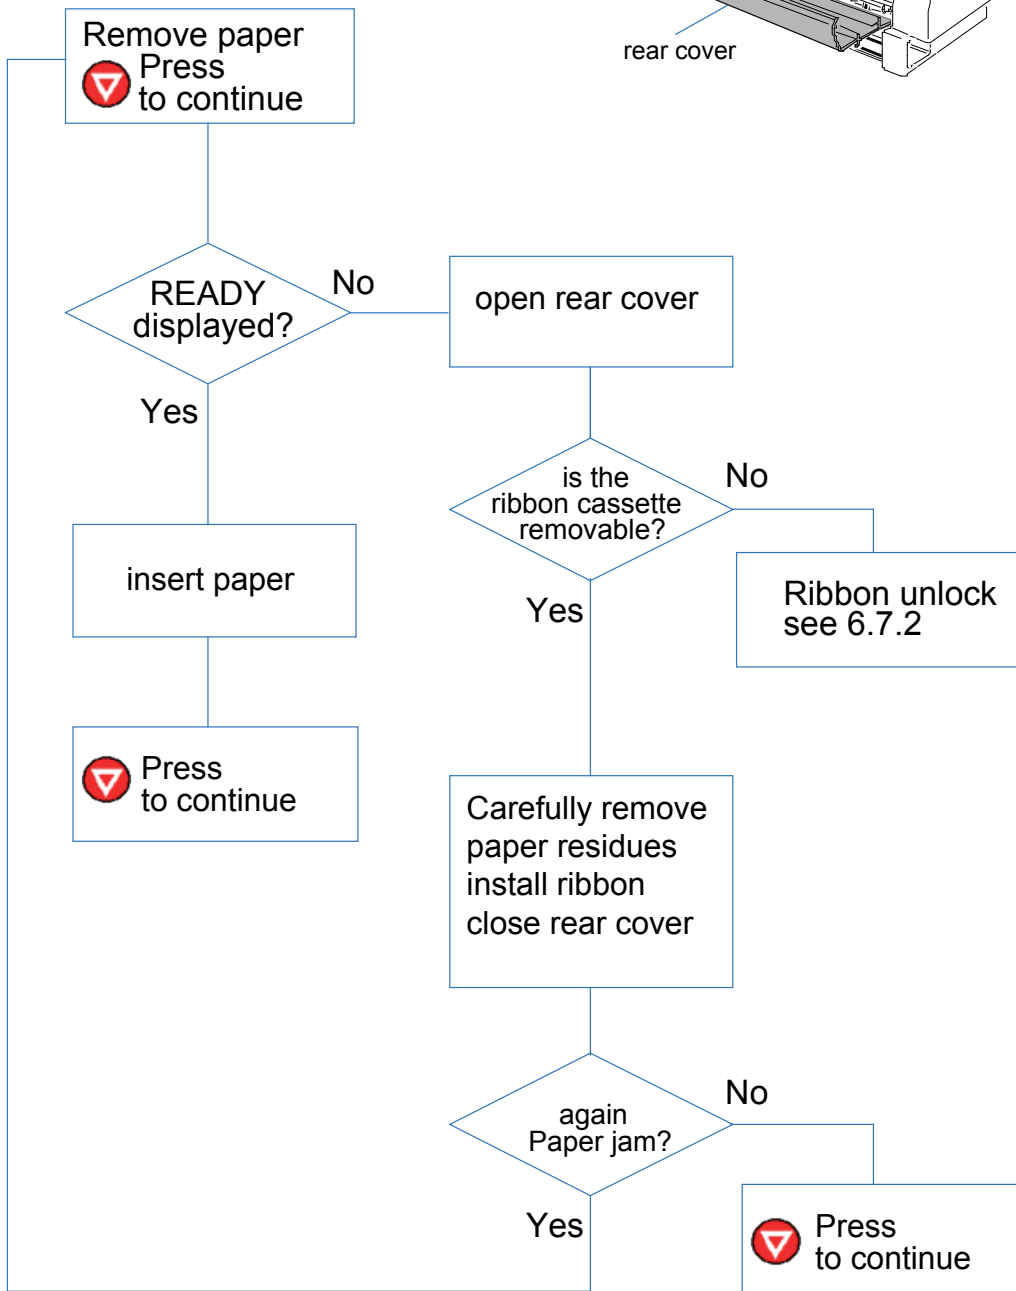 rear cover
Remove paper
Press
to continue
READY
displayed?
No
Yes
open rear cover
is the
ribbon cassette
removable?
No
Yes
Ribbon unlock
see 6.7.2
insert paper
Press
to continue
Carefully remove
paper residues
install ribbon
close rear cover
again
Paper jam?
No
Yes
Press
to continue